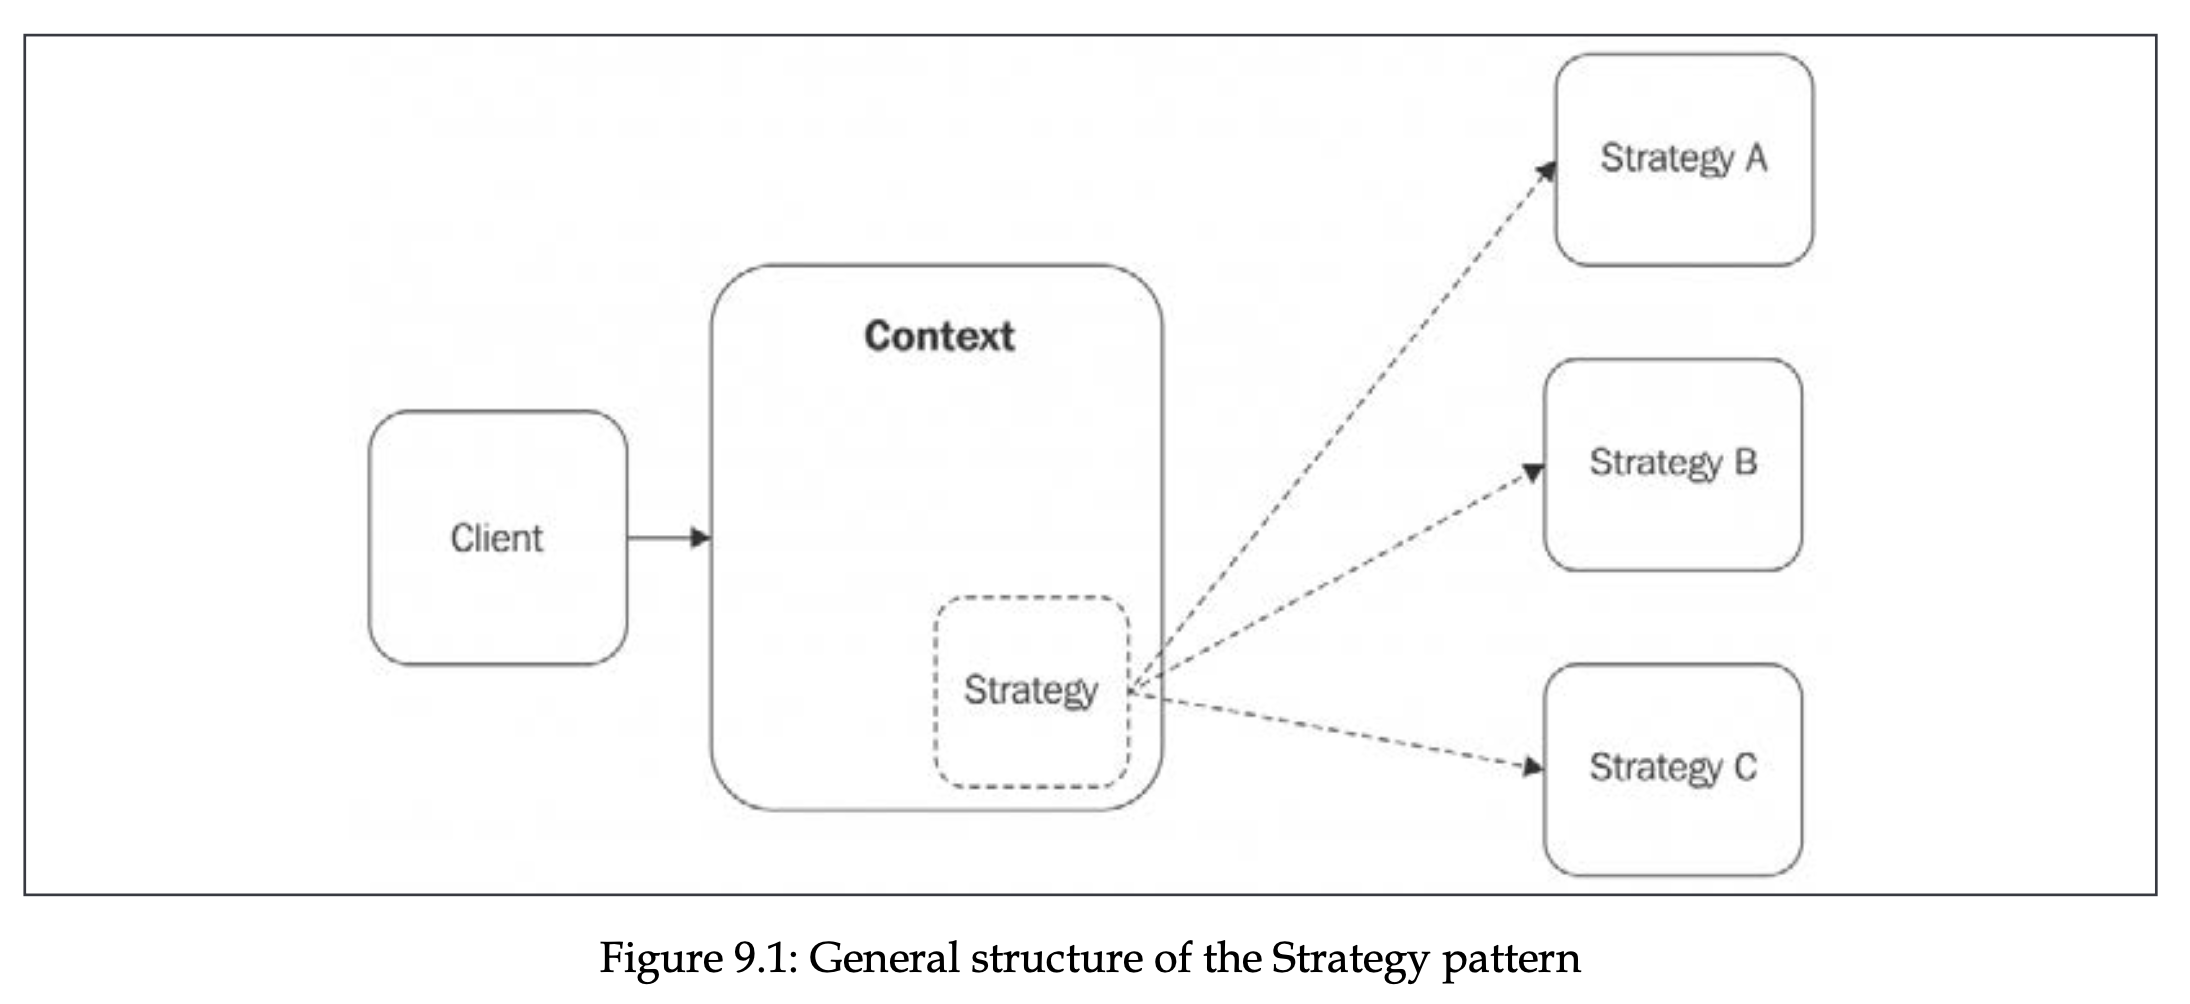 Strategy A
Context
Strategy B
Client
Strategy
Strategy C
Figure 9.1: General structure of the Strategy pattern